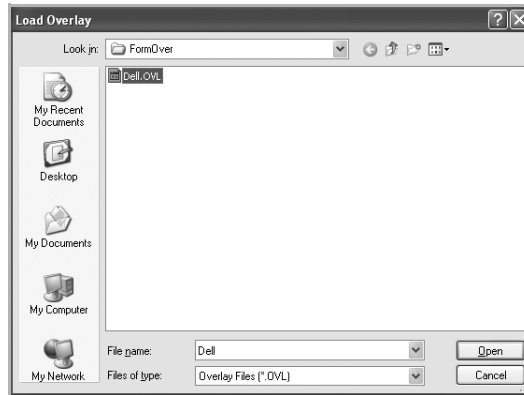 Load Overlay
Look in: FormOver
Dell.OVL
My Recent
Documents
Desktop
My Documents
My Computer
My Network
File name: Dell Open
Files of type: Overlay Files (*.OVL) Cancel